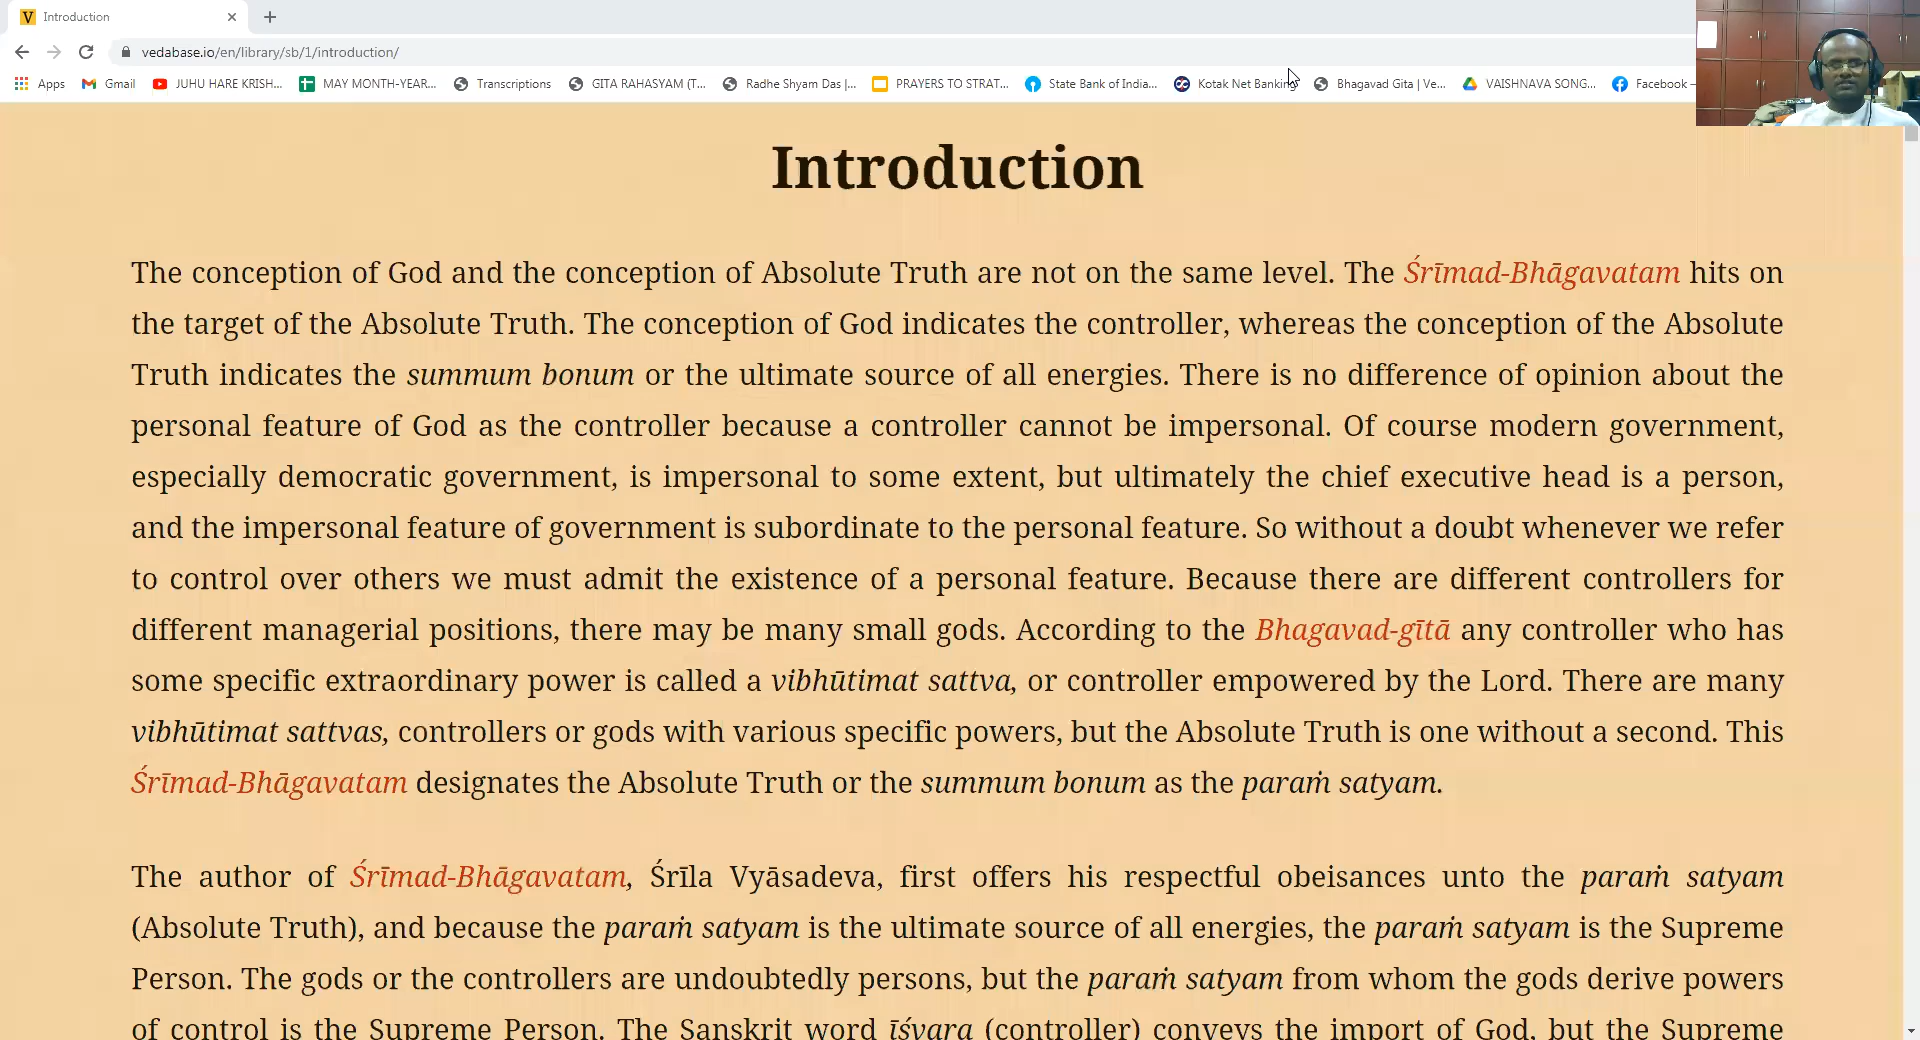 Introduction
vedabase.io/en/library/sb/1/introduction/
Apps Gmail JUHU HARE KRISH... MAY MONTH-YEAR... Transcriptions GITA RAHASYAM (T... Radhe Shyam Das |... PRAYERS TO STRAT... State Bank of India... Kotak Net Banking Bhagavad Gita | Ve... VAISHNAVA SONG... Facebook –
Introduction
The conception of God and the conception of Absolute Truth are not on the same level. The Śrīmad-Bhāgavatam hits on
the target of the Absolute Truth. The conception of God indicates the controller, whereas the conception of the Absolute
Truth indicates the summum bonum or the ultimate source of all energies. There is no difference of opinion about the
personal feature of God as the controller because a controller cannot be impersonal. Of course modern government,
especially democratic government, is impersonal to some extent, but ultimately the chief executive head is a person,
and the impersonal feature of government is subordinate to the personal feature. So without a doubt whenever we refer
to control over others we must admit the existence of a personal feature. Because there are different controllers for
different managerial positions, there may be many small gods. According to the Bhagavad-gītā any controller who has
some specific extraordinary power is called a vibhūtimat sattva, or controller empowered by the Lord. There are many
vibhūtimat sattvas, controllers or gods with various specific powers, but the Absolute Truth is one without a second. This
Śrīmad-Bhāgavatam designates the Absolute Truth or the summum bonum as the paraṁ satyam.
The author of Śrīmad-Bhāgavatam, Śrīla Vyāsadeva, first offers his respectful obeisances unto the paraṁ satyam
(Absolute Truth), and because the paraṁ satyam is the ultimate source of all energies, the paraṁ satyam is the Supreme
Person. The gods or the controllers are undoubtedly persons, but the paraṁ satyam from whom the gods derive powers
of control is the Supreme Person. The Sanskrit word īśvara (controller) conveys the import of God, but the Supreme